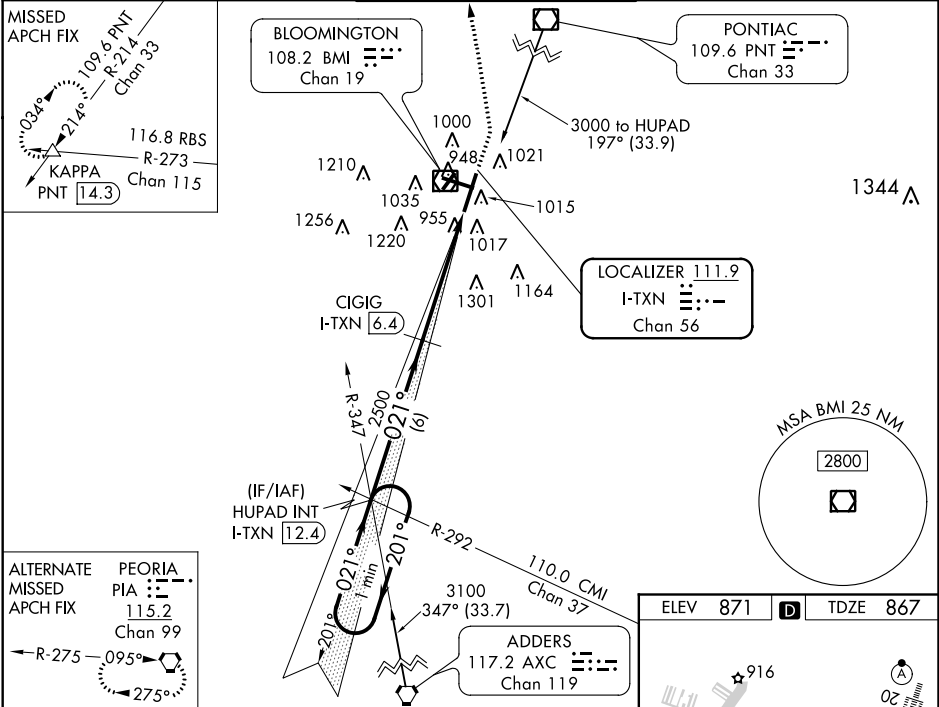 MISSED
APCH FIX
109.6 PNT
R-214
Chan 33
034°
214°
116.8 RBS
R-273
Chan 115
KAPPA
PNT 14.3
BLOOMINGTON
108.2 BMI
Chan 19
PONTIAC
109.6 PNT
Chan 33
3000 to HUPAD
197° (33.9)
1000
948
1021
1210
1035
1015
1344
1256
1220
955
1017
1301
1164
LOCALIZER 111.9
I-TXN
Chan 56
CIGIG
I-TXN 6.4
R-347
2500
021°
(6)
MSA BMI 25 NM
2800
(IF/IAF)
HUPAD INT
I-TXN 12.4
R-292
110.0 CMI
Chan 37
021°
1 min
201°
201°
3100
347° (33.7)
ADDERS
117.2 AXC
Chan 119
ALTERNATE
MISSED
APCH FIX
PEORIA
PIA
115.2
Chan 99
R-275
095°
275°
ELEV 871 D TDZE 867
916
A
20